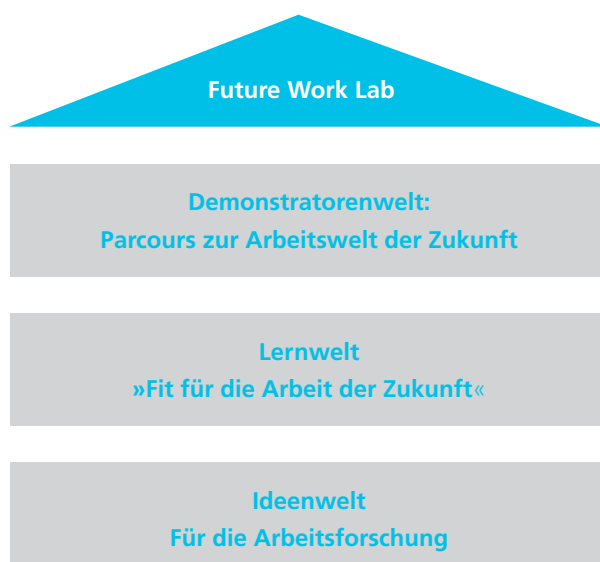 Future Work Lab
Demonstratorenwelt:
Parcours zur Arbeitswelt der Zukunft
Lernwelt
»Fit für die Arbeit der Zukunft«
Ideenwelt
Für die Arbeitsforschung